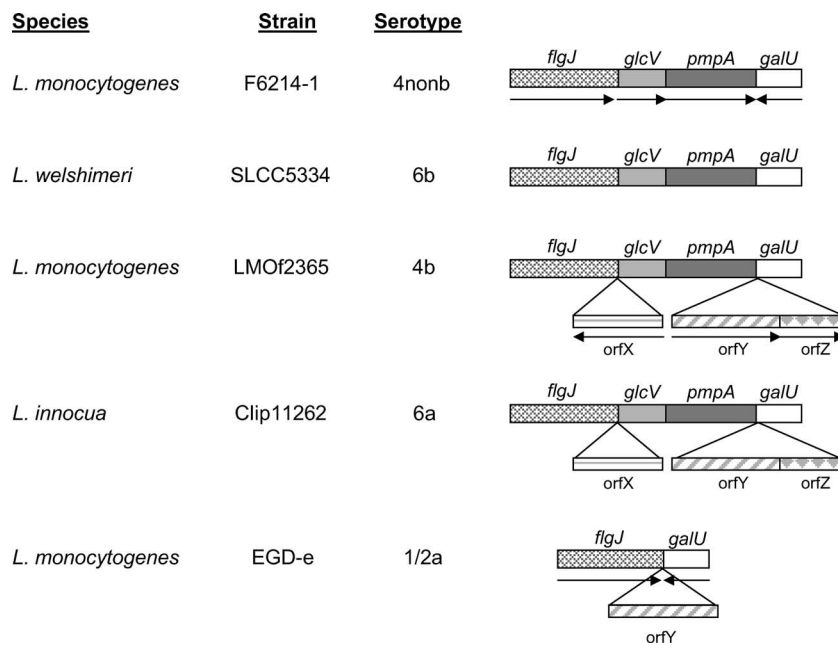 Species Strain Serotype
flgJ glcV pmpA galU
L. monocytogenes F6214-1 4nonb
flgJ glcV pmpA galU
L. welshimeri SLCC5334 6b
flgJ glcV pmpA galU
L. monocytogenes LMOf2365 4b
orfX orfY orfZ
flgJ glcV pmpA galU
L. innocua Clip11262 6a
orfX orfY orfZ
flgJ galU
L. monocytogenes EGD-e 1/2a
orfY